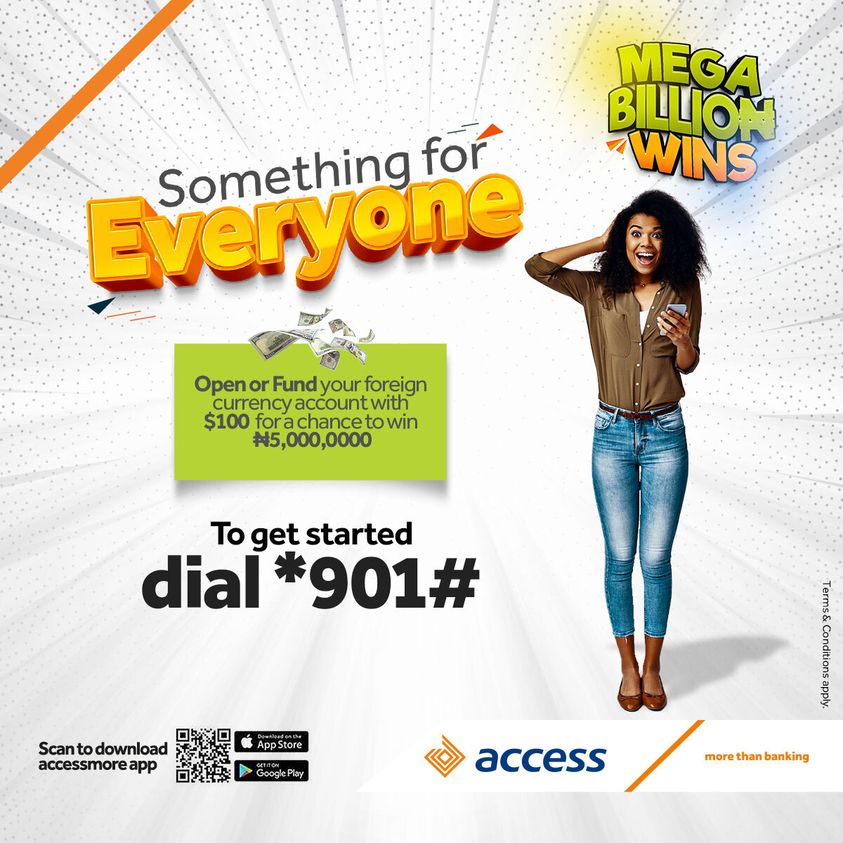 MEGA
BILLION
WINS
Something for
Everyone
Open or Fund your foreign
currency account with
$100 for a chance to win
₦5,000,0000
To get started
dial *901#
Terms & Conditions apply.
Scan to download
accessmore app
Download on the
App Store
GET IT ON
Google Play
access
more than banking